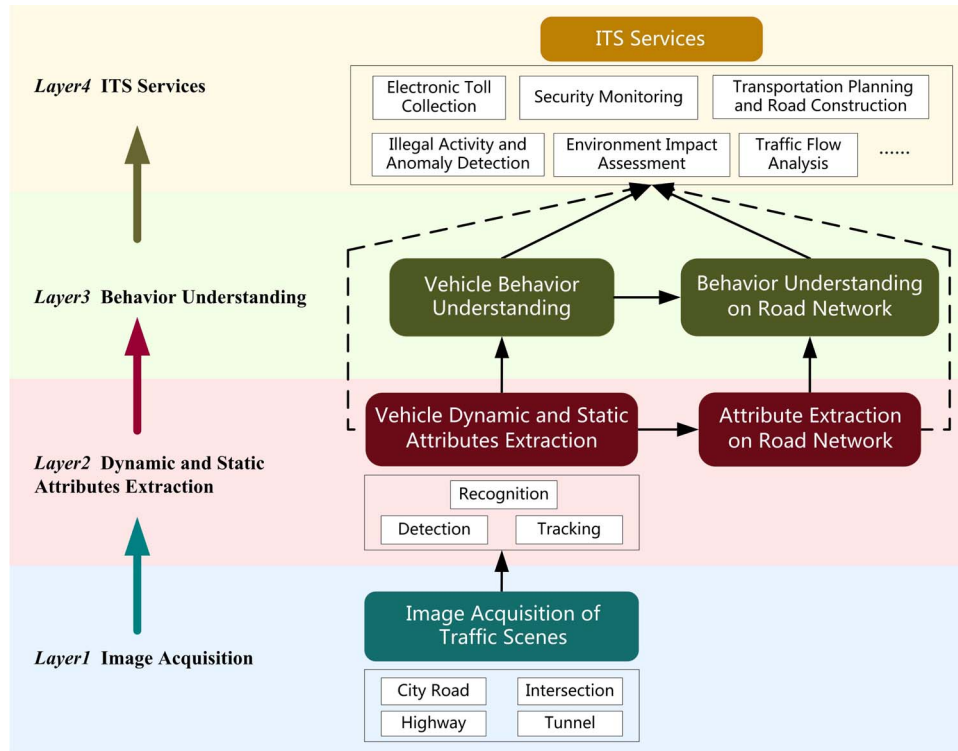 ITS Services
Layer4 ITS Services
Electronic Toll
Collection
Security Monitoring
Transportation Planning
and Road Construction
Illegal Activity and
Anomaly Detection
Environment Impact
Assessment
Traffic Flow
Analysis
......
Layer3 Behavior Understanding
Vehicle Behavior
Understanding
Behavior Understanding
on Road Network
Layer2 Dynamic and Static
Attributes Extraction
Vehicle Dynamic and Static
Attributes Extraction
Attribute Extraction
on Road Network
Recognition
Detection
Tracking
Layer1 Image Acquisition
Image Acquisition of
Traffic Scenes
City Road
Intersection
Highway
Tunnel